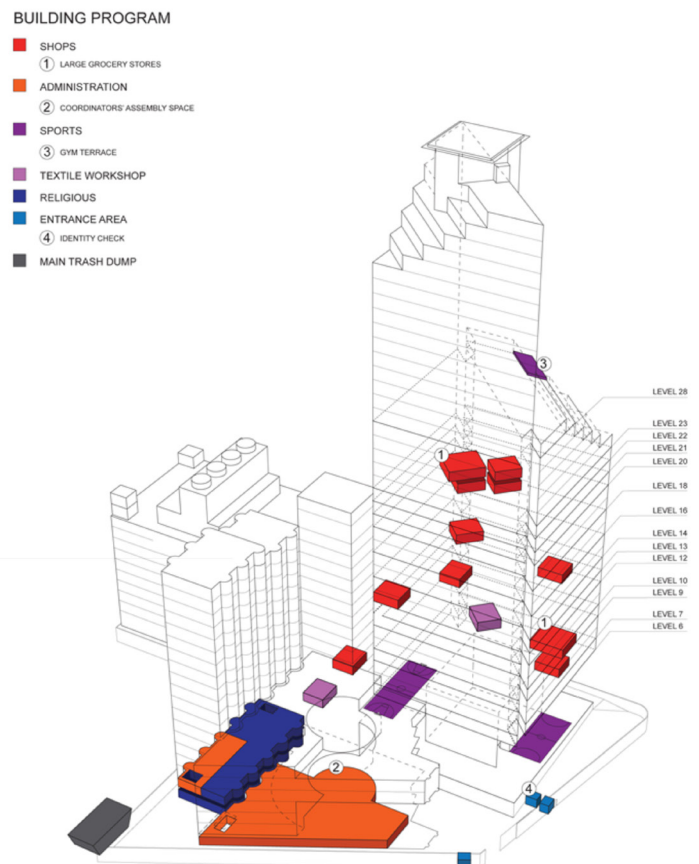 BUILDING PROGRAM
SHOPS
1 LARGE GROCERY STORES
ADMINISTRATION
2 COORDINATORS' ASSEMBLY SPACE
SPORTS
3 GYM TERRACE
TEXTILE WORKSHOP
RELIGIOUS
ENTRANCE AREA
4 IDENTITY CHECK
MAIN TRASH DUMP
3
LEVEL 28
LEVEL 23
LEVEL 22
LEVEL 21
1
LEVEL 20
LEVEL 18
LEVEL 16
LEVEL 14
LEVEL 13
LEVEL 12
LEVEL 10
LEVEL 9
LEVEL 7
1
LEVEL 6
2
4